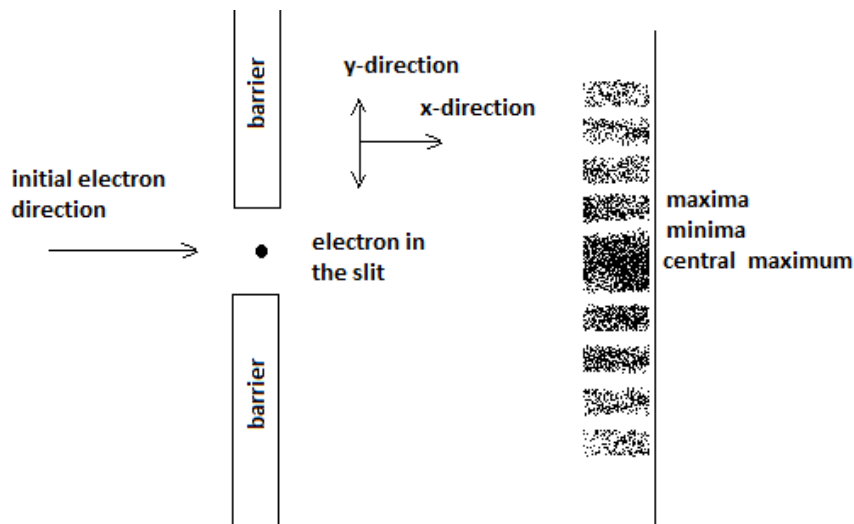 barrier
y-direction
x-direction
initial electron
direction
electron in
the slit
maxima
minima
central maximum
barrier